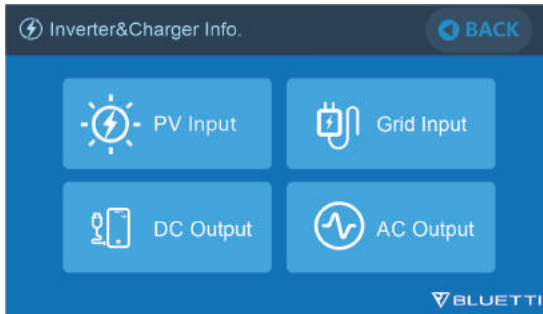 Inverter&Charger Info.
BACK
PV Input
Grid Input
DC Output
AC Output
BLUETTI